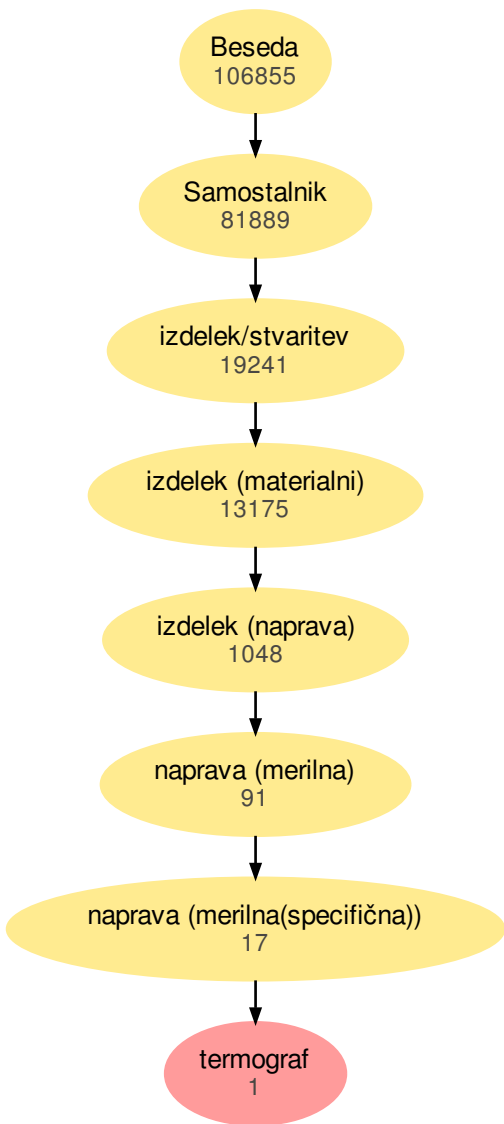 Beseda
106855
Samostalnik
81889
izdelek/stvaritev
19241
izdelek (materialni)
13175
izdelek (naprava)
1048
naprava (merilna)
91
naprava (merilna(specifična))
17
termograf
1